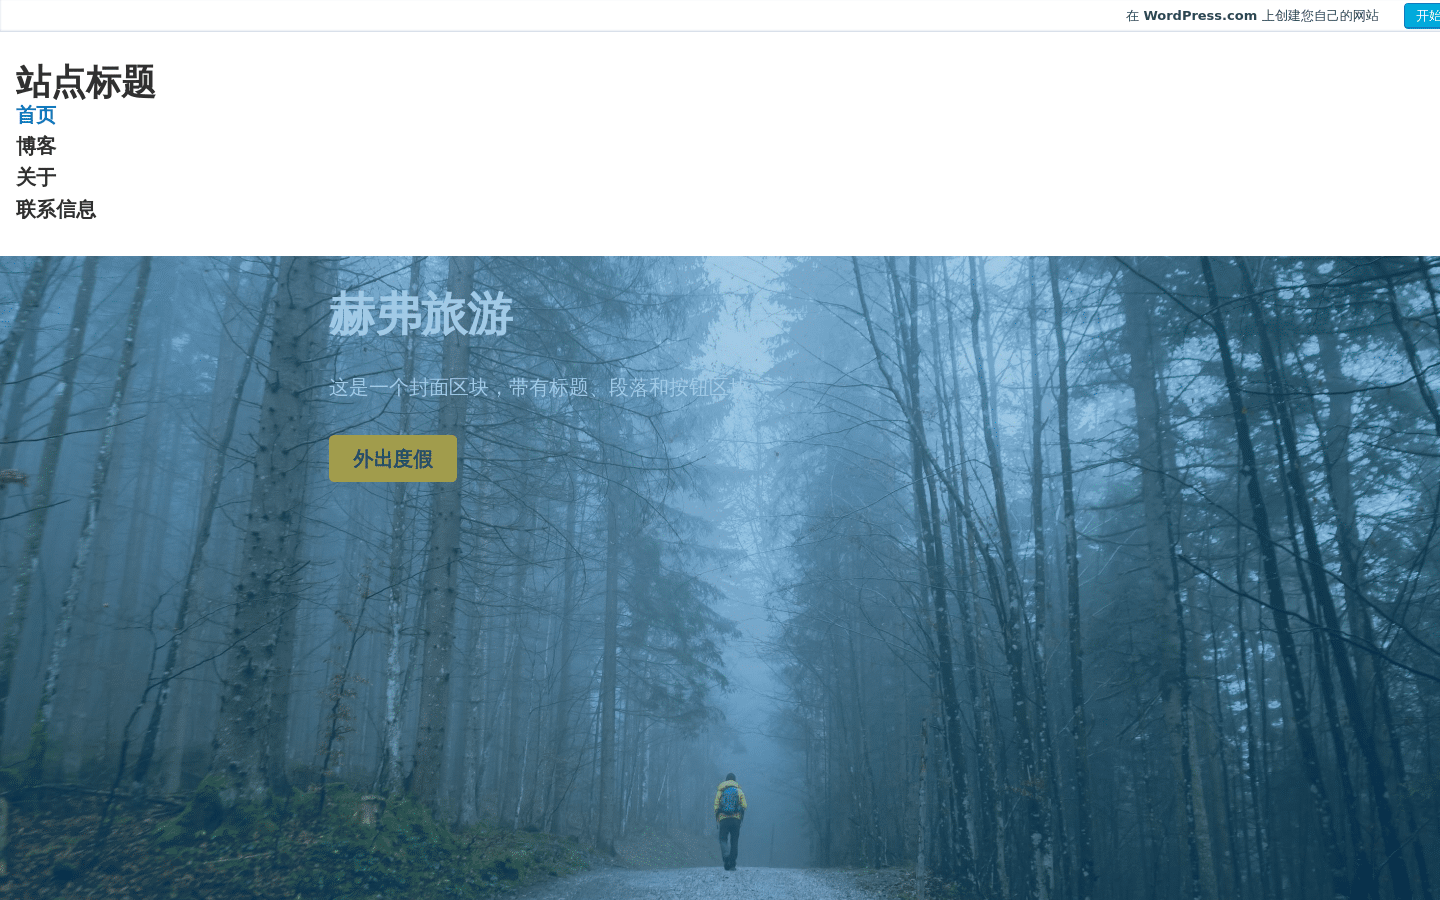 在 WordPress.com 上创建您自己的网站
开始
站点标题
首页
博客
关于
联系信息
赫弗旅游
这是一个封面区块，带有标题、段落和按钮区块
外出度假